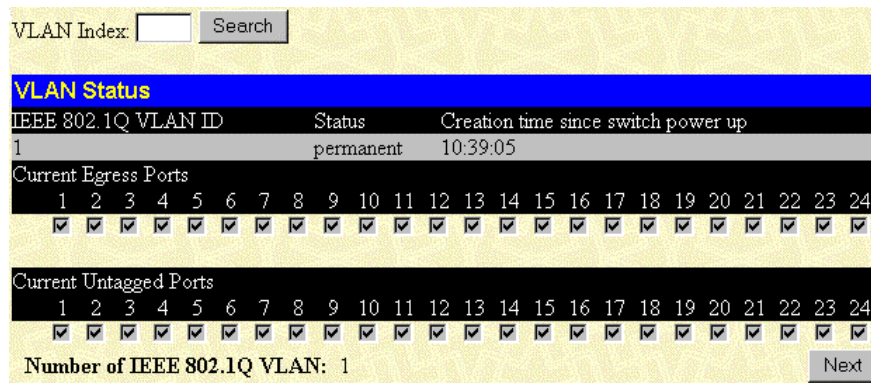 VLAN Index: Search
VLAN Status
IEEE 802.1Q VLAN ID Status Creation time since switch power up
1 permanent 10:39:05
Current Egress Ports
1 2 3 4 5 6 7 8 9 10 11 12 13 14 15 16 17 18 19 20 21 22 23 24
Current Untagged Ports
1 2 3 4 5 6 7 8 9 10 11 12 13 14 15 16 17 18 19 20 21 22 23 24
Number of IEEE 802.1Q VLAN: 1 Next